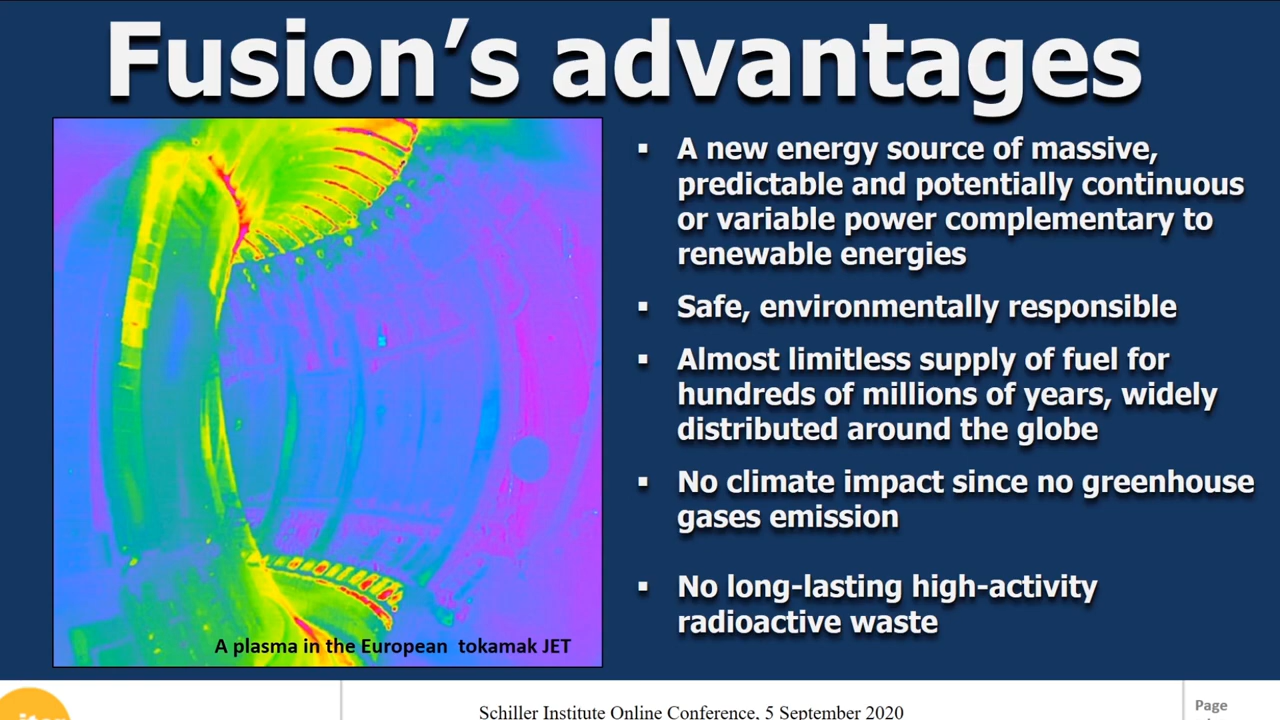 Fusion’s advantages
▪ A new energy source of massive,
predictable and potentially continuous
or variable power complementary to
renewable energies
▪ Safe, environmentally responsible
▪ Almost limitless supply of fuel for
hundreds of millions of years, widely
distributed around the globe
▪ No climate impact since no greenhouse
gases emission
▪ No long-lasting high-activity
radioactive waste
A plasma in the European tokamak JET
Schiller Institute Online Conference, 5 September 2020
Page